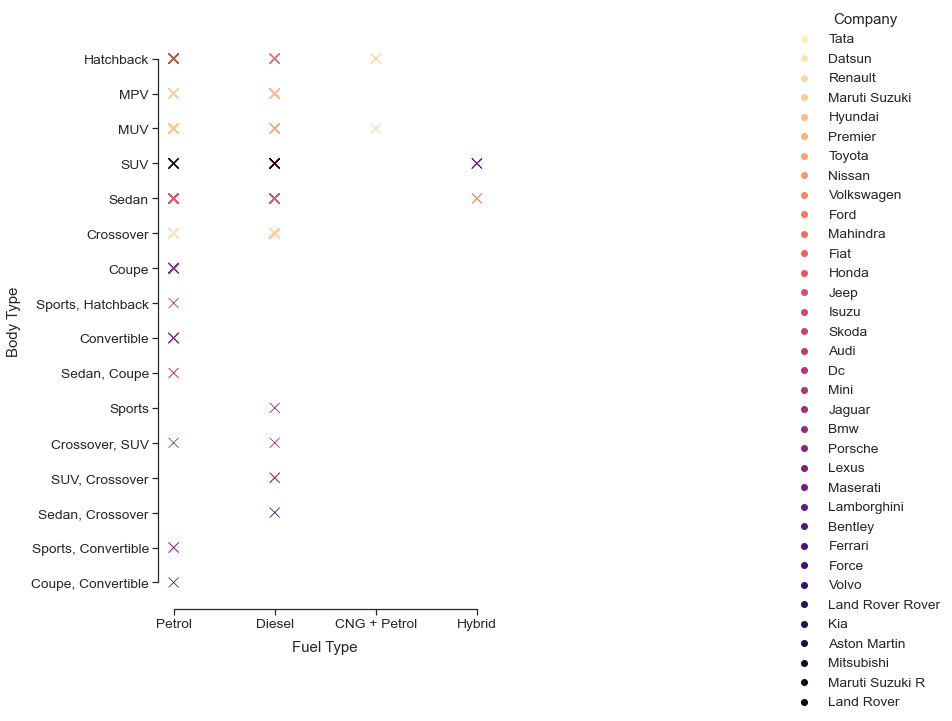 Company
Tata
Datsun
Renault
Maruti Suzuki
Hyundai
Premier
Toyota
Nissan
Volkswagen
Ford
Mahindra
Fiat
Honda
Jeep
Isuzu
Skoda
Audi
Dc
Mini
Jaguar
Bmw
Porsche
Lexus
Maserati
Lamborghini
Bentley
Ferrari
Force
Volvo
Land Rover Rover
Kia
Aston Martin
Mitsubishi
Maruti Suzuki R
Land Rover
Body Type
Hatchback
MPV
MUV
SUV
Sedan
Crossover
Coupe
Sports, Hatchback
Convertible
Sedan, Coupe
Sports
Crossover, SUV
SUV, Crossover
Sedan, Crossover
Sports, Convertible
Coupe, Convertible
Petrol Diesel CNG + Petrol Hybrid
Fuel Type